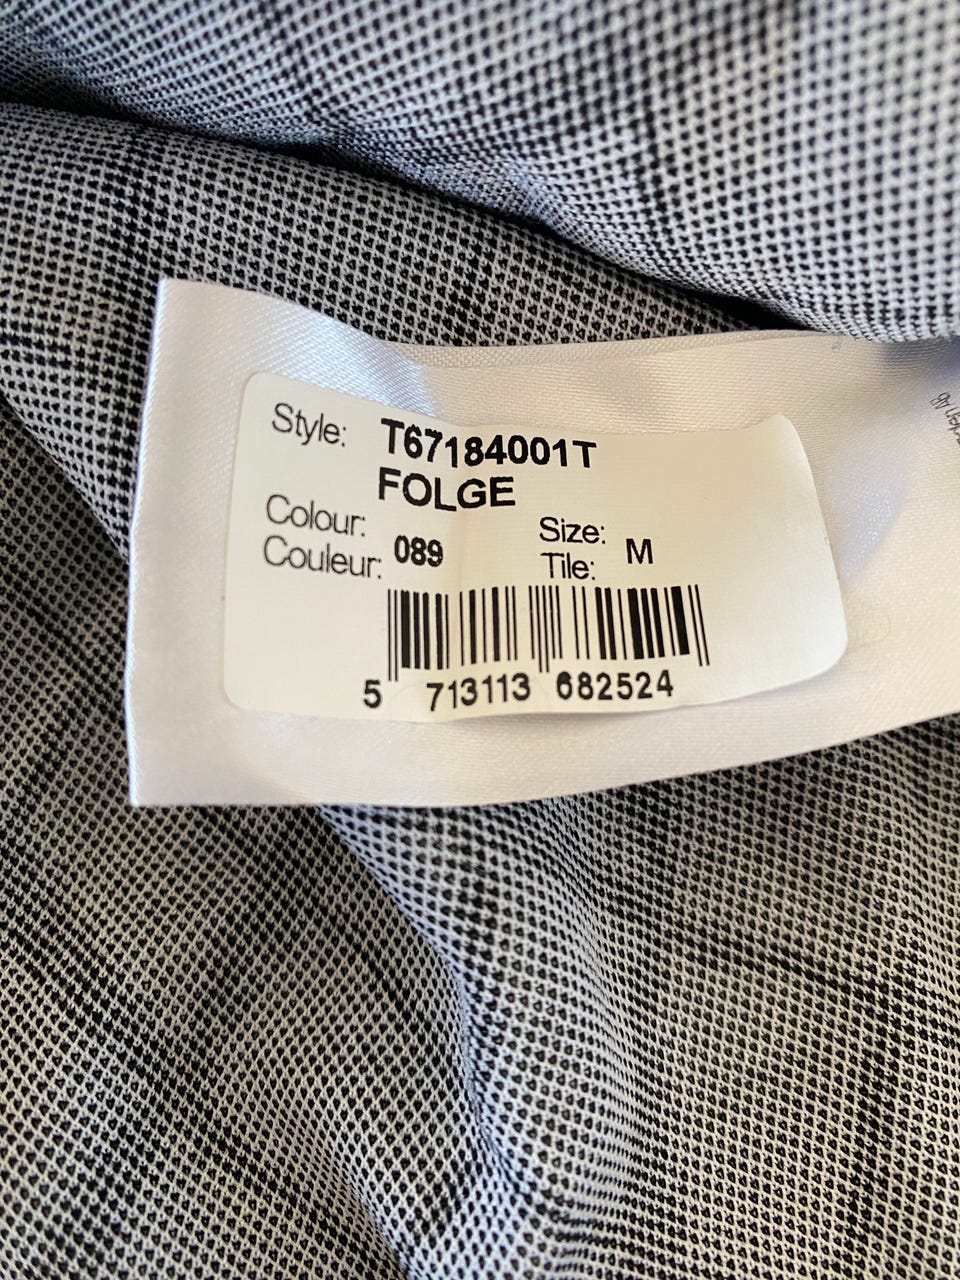 Style: T67184001T
FOLGE
Colour: 089 Size: M
Couleur: Tile:
5 713113 682524